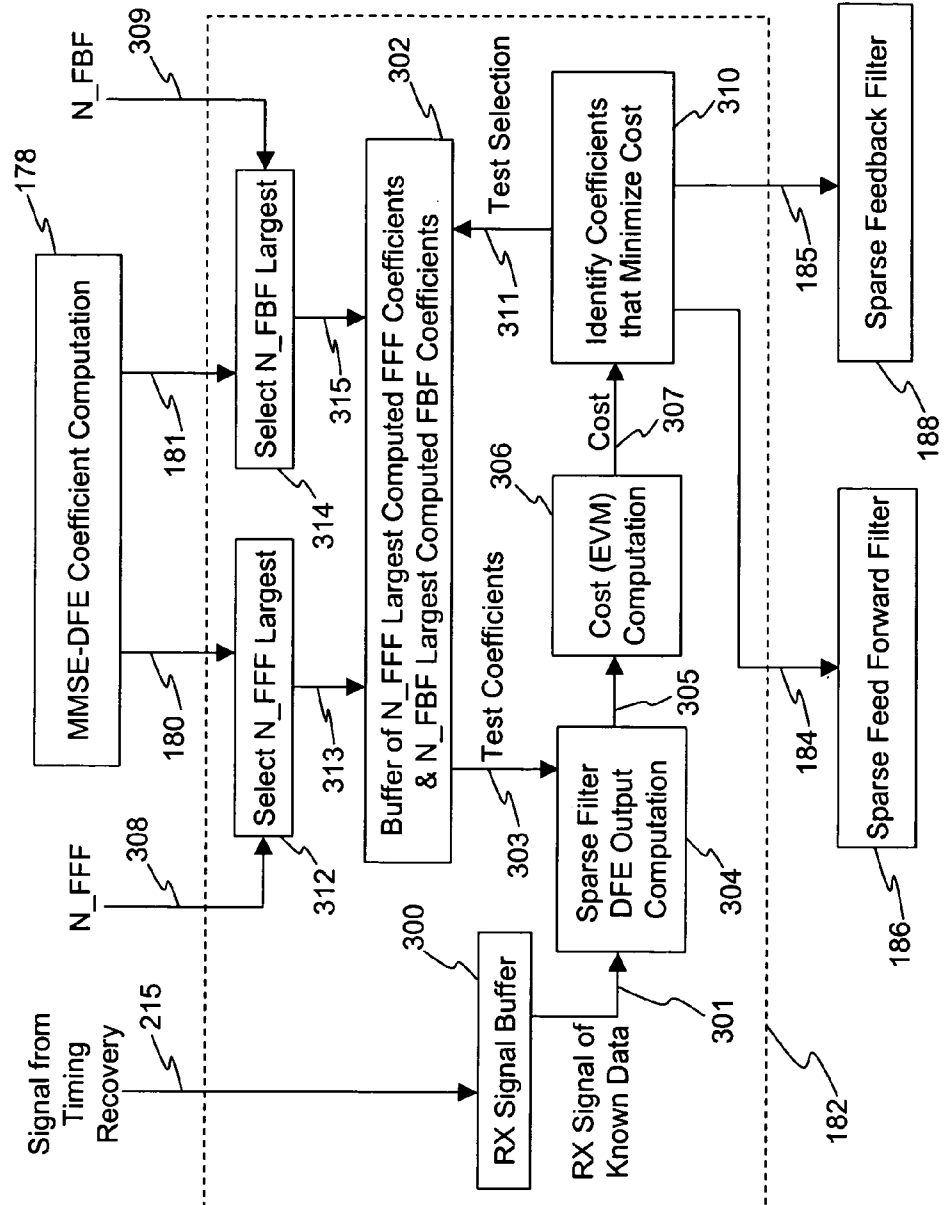 Signal from
Timing
Recovery
215
N_FFF
308
MMSE-DFE Coefficient Computation
178
N_FBF
309
180
181
Select N_FFF Largest
312
Select N_FBF Largest
314
313
315
RX Signal Buffer
300
Buffer of N_FFF Largest Computed FFF Coefficients
& N_FBF Largest Computed FBF Coefficients
302
RX Signal of
Known Data
301
303
Test Coefficients
311
Test Selection
Sparse Filter
DFE Output
Computation
304
305
Cost (EVM)
Computation
306
Cost
307
Identify Coefficients
that Minimize Cost
310
182
184
185
Sparse Feed Forward Filter
186
Sparse Feedback Filter
188